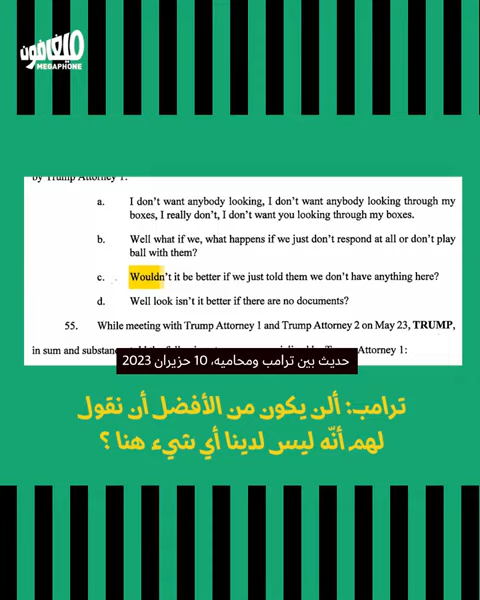 ميغافون
MEGAPHONE
by Trump Attorney 1:
a. I don't want anybody looking, I don't want anybody looking through my
boxes, I really don't, I don't want you looking through my boxes.
b. Well what if we, what happens if we just don't respond at all or don't play
ball with them?
c. Wouldn't it be better if we just told them we don't have anything here?
d. Well look isn't it better if there are no documents?
55. While meeting with Trump Attorney 1 and Trump Attorney 2 on May 23, TRUMP,
in sum and substance Attorney 1:
حديث بين ترامب ومحاميه، 10 حزيران 2023
ترامب: ألن يكون من الأفضل أن نقول
لهم أنّه ليس لدينا أي شيء هنا ؟